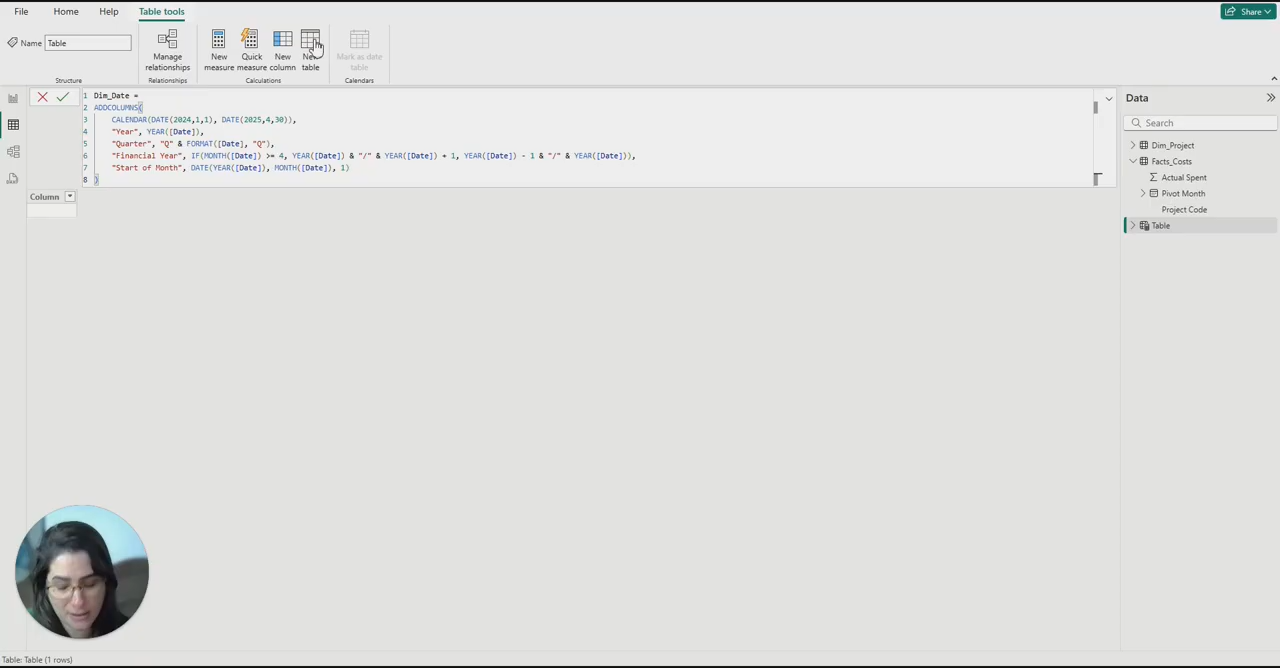 File Home Help Table tools Share
Name Table
Manage relationships
New measure
Quick measure
New column
New table
Mark as date table
Structure Relationships Calculations Calendars
1 Dim_Date =
2 ADDCOLUMNS(
3 CALENDAR(DATE(2024,1,1), DATE(2025,4,30)),
4 "Year", YEAR([Date]),
5 "Quarter", "Q" & FORMAT([Date], "Q"),
6 "Financial Year", IF(MONTH([Date]) >= 4, YEAR([Date]) & "/" & YEAR([Date]) + 1, YEAR([Date]) - 1 & "/" & YEAR([Date])),
7 "Start of Month", DATE(YEAR([Date]), MONTH([Date]), 1)
8 )
Column
Data
Search
Dim_Project
Facts_Costs
Actual Spent
Pivot Month
Project Code
Table
Table: Table (1 rows)